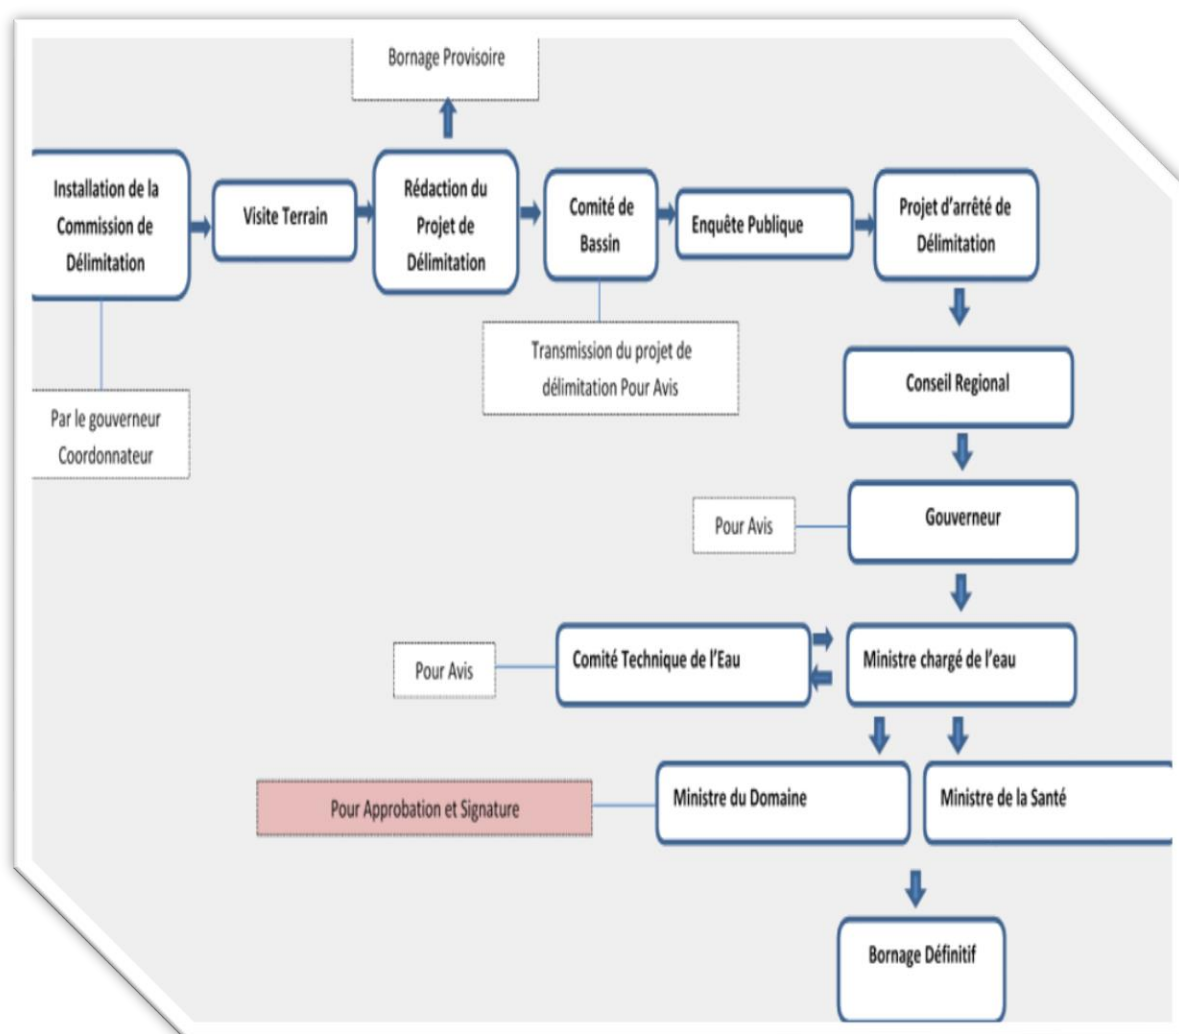 Bornage Provisoire
Installation de la
Commission de
Délimitation
Visite Terrain
Rédaction du
Projet de
Délimitation
Comité de
Bassin
Enquête Publique
Projet d'arrêté de
Délimitation
Transmission du projet de
délimitation Pour Avis
Par le gouverneur
Coordonnateur
Conseil Regional
Pour Avis
Gouverneur
Pour Avis
Comité Technique de l'Eau
Ministre chargé de l'eau
Pour Approbation et Signature
Ministre du Domaine
Ministre de la Santé
Bornage Définitif